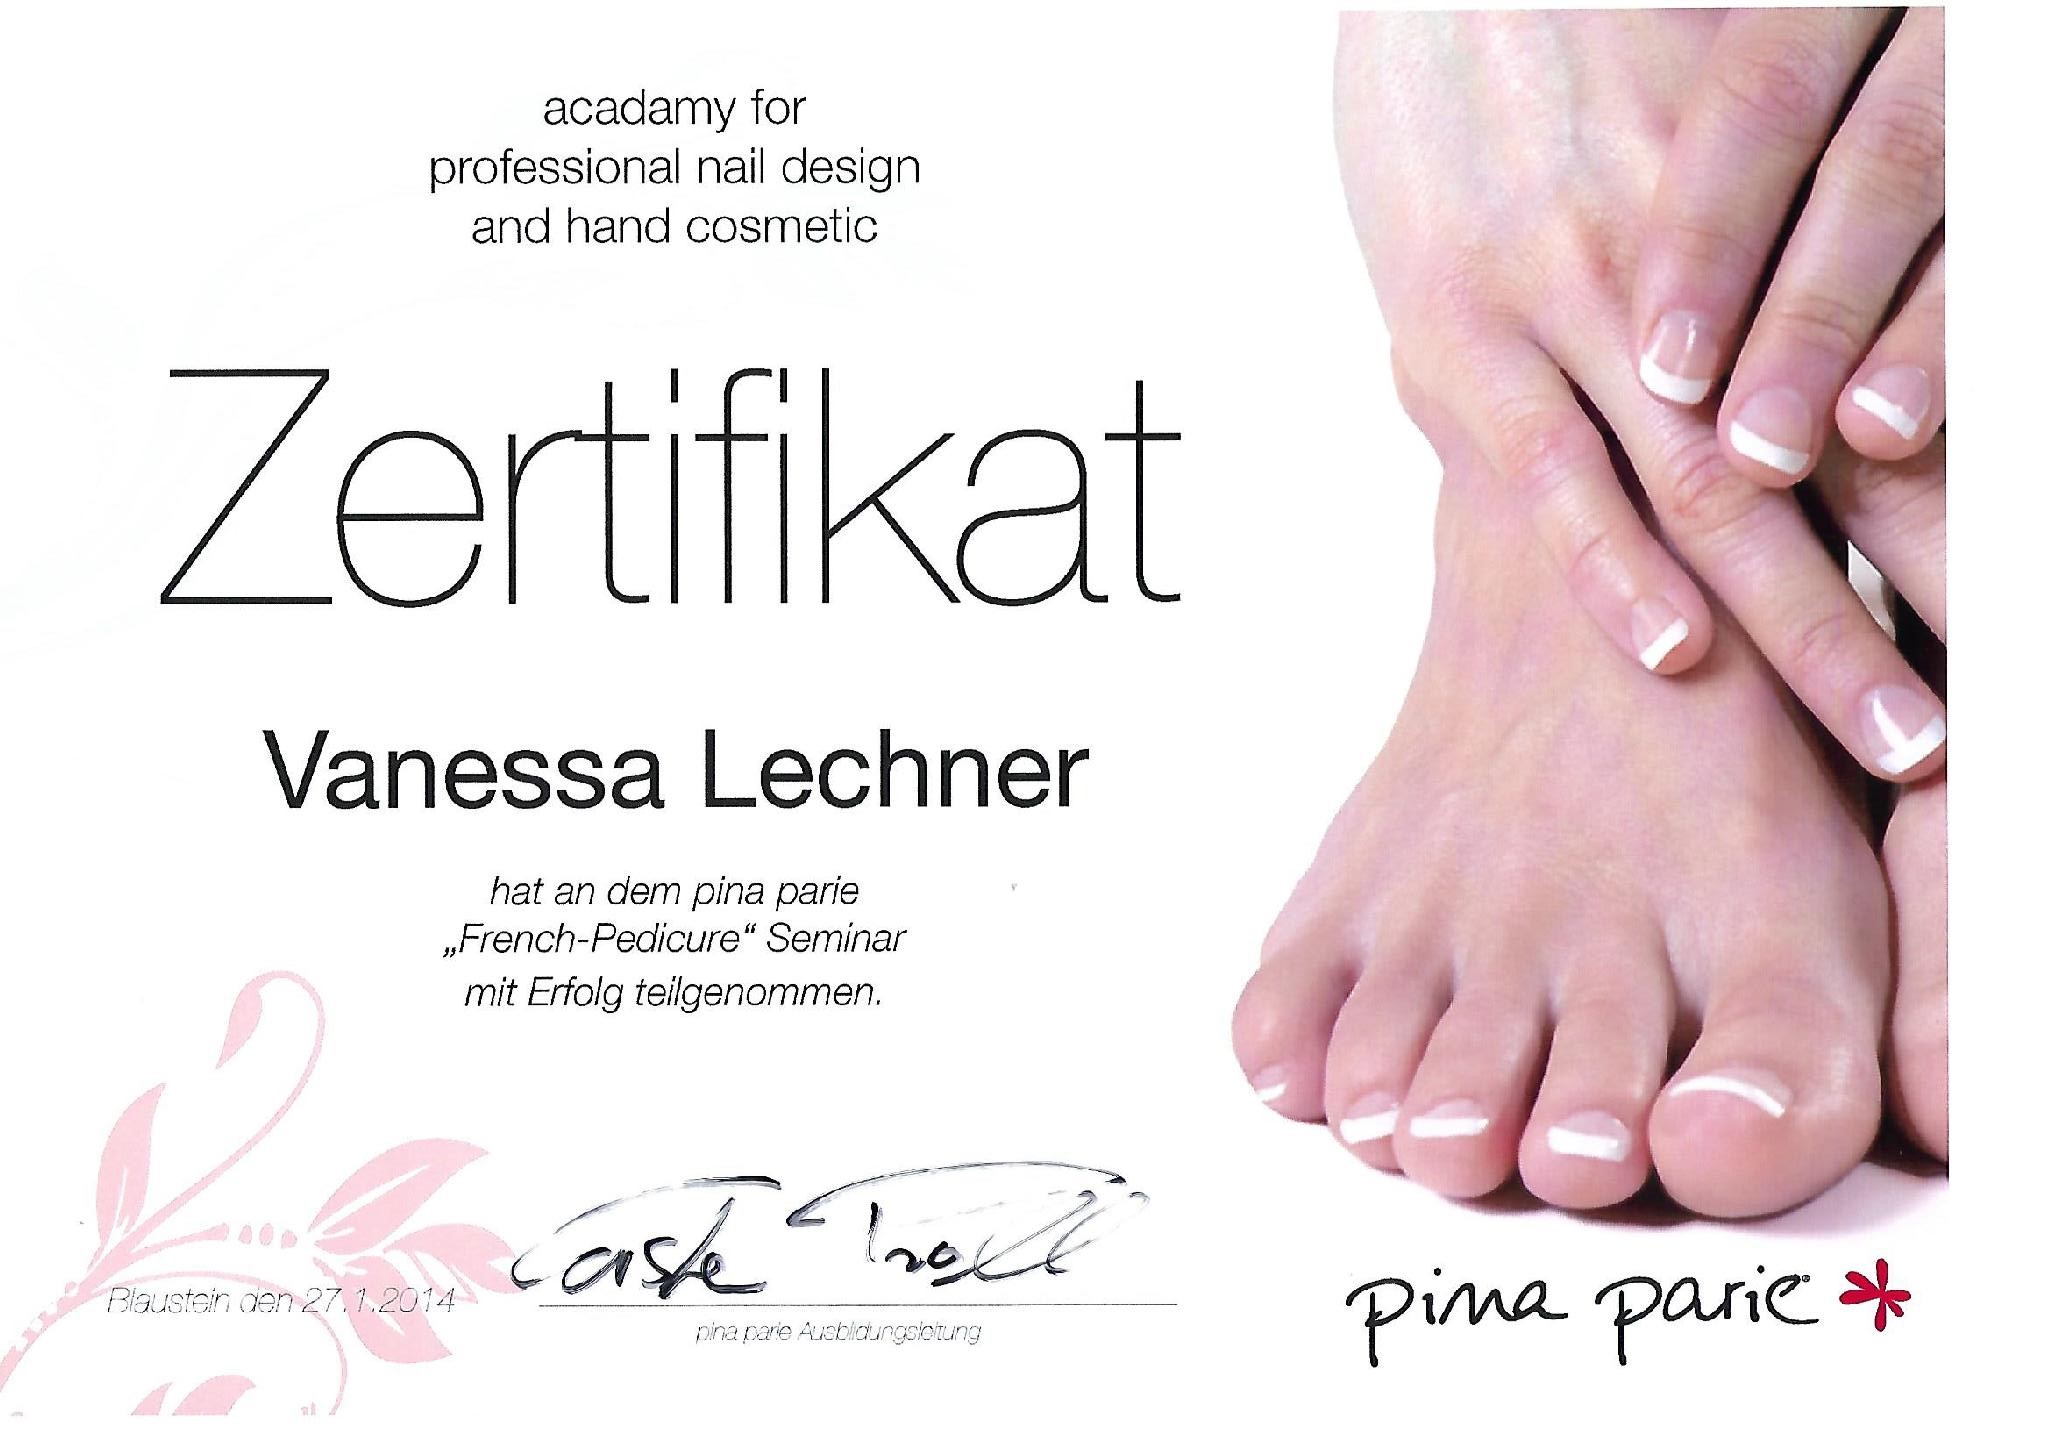 acadamy for
professional nail design
and hand cosmetic
Zertifikat
Vanessa Lechner
hat an dem pina parie
„French-Pedicure“ Seminar
mit Erfolg teilgenommen.
Blaustein den 27.1.2014
pina parie Ausbildungsleitung
pina parie